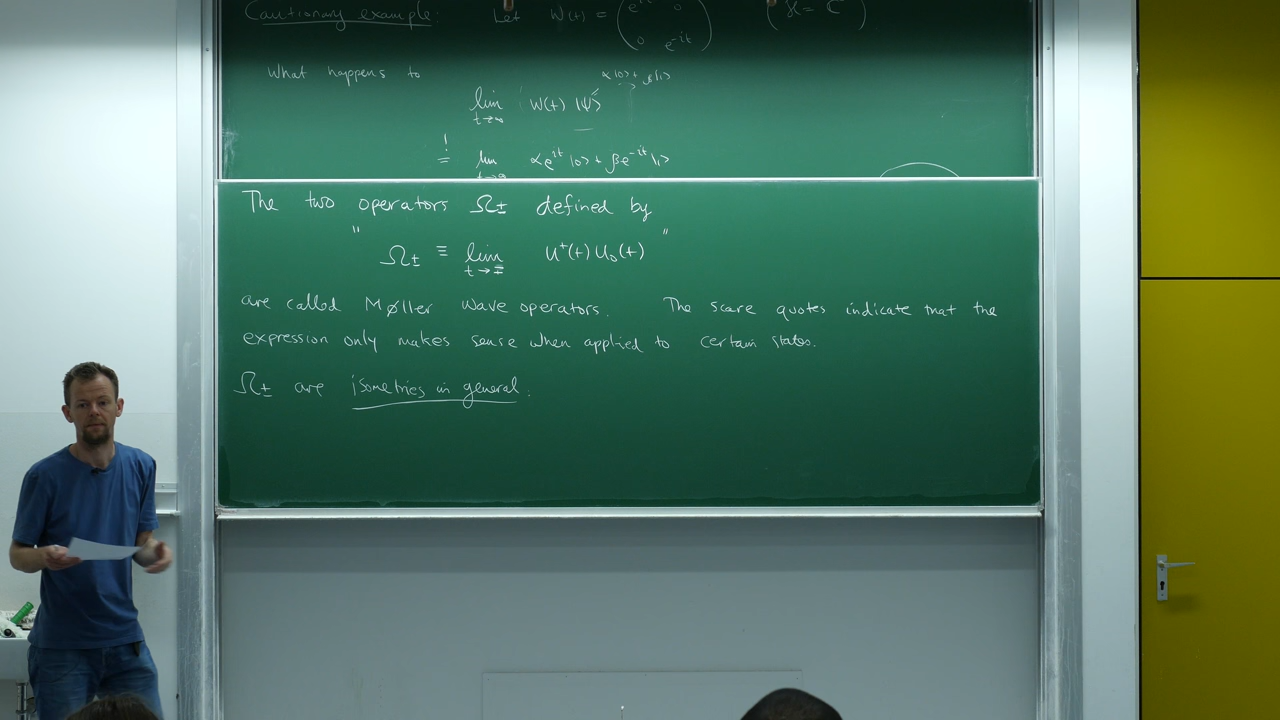 Cautionary example: Let W(t) = ( e^{it} 0 0 e^{-it} ) ( ℋ = ℂ )
What happens to
α|0> + β|1>
lim t→∞ W(t) |ψ>
! = lim t→∞ αe^{it} |0> + βe^{-it} |1>
The two operators Ω± defined by
" Ω± ≡ lim t→∓ U†(t) U₀(t) "
are called Møller wave operators. The scare quotes indicate that the
expression only makes sense when applied to certain states.
Ω± are isometries in general.